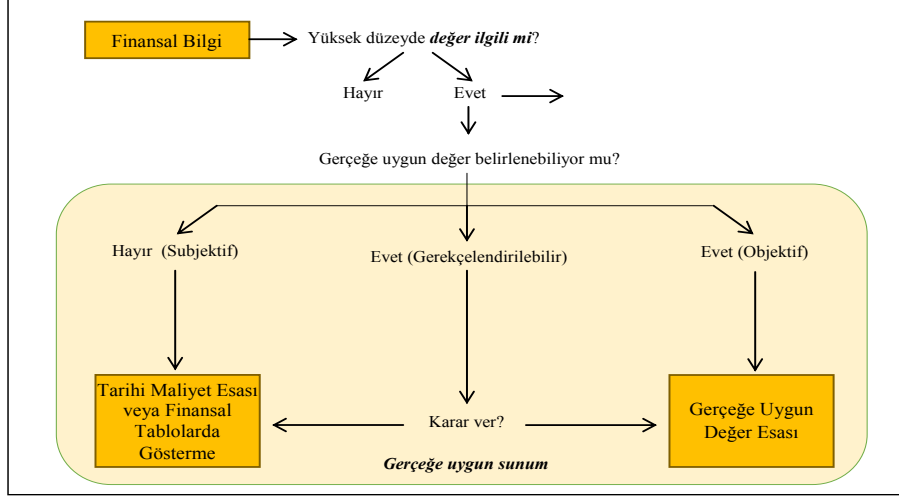 Finansal Bilgi
Yüksek düzeyde değer ilgili mi?
Hayır
Evet
Gerçeğe uygun değer belirlenebiliyor mu?
Hayır (Subjektif)
Evet (Gerekçelendirilebilir)
Evet (Objektif)
Tarihi Maliyet Esası
veya Finansal
Tablolarda
Gösterme
Karar ver?
Gerçeğe Uygun
Değer Esası
Gerçeğe uygun sunum